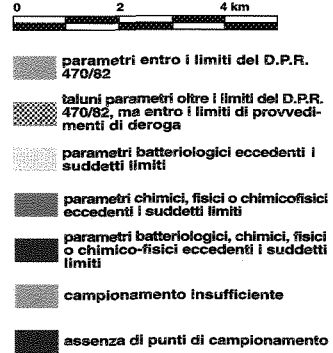 0 2 4 km
parametri entro i limiti del D.P.R.
470/82
taluni parametri oltre i limiti del D.P.R.
470/82, ma entro i limiti di provvedi-
menti di deroga
parametri batteriologici eccedenti i
suddetti limiti
parametri chimici, fisici o chimicofisici
eccedenti i suddetti limiti
parametri batteriologici, chimici, fisici
o chimico-fisici eccedenti i suddetti
limiti
campionamento insufficiente
assenza di punti di campionamento